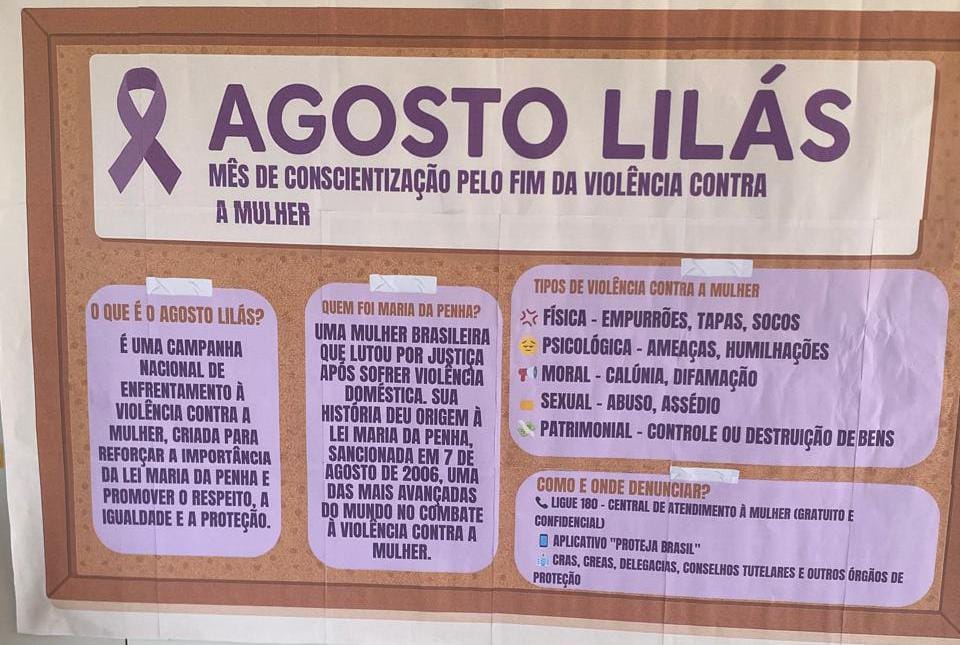 AGOSTO LILÁS
MÊS DE CONSCIENTIZAÇÃO PELO FIM DA VIOLÊNCIA CONTRA
A MULHER
O QUE É O AGOSTO LILÁS?
É UMA CAMPANHA
NACIONAL DE
ENFRENTAMENTO À
VIOLÊNCIA CONTRA A
MULHER, CRIADA PARA
REFORÇAR A IMPORTÂNCIA
DA LEI MARIA DA PENHA E
PROMOVER O RESPEITO, A
IGUALDADE E A PROTEÇÃO.
QUEM FOI MARIA DA PENHA?
UMA MULHER BRASILEIRA
QUE LUTOU POR JUSTIÇA
APÓS SOFRER VIOLÊNCIA
DOMÉSTICA. SUA
HISTÓRIA DEU ORIGEM À
LEI MARIA DA PENHA,
SANCIONADA EM 7 DE
AGOSTO DE 2006, UMA
DAS MAIS AVANÇADAS
DO MUNDO NO COMBATE
À VIOLÊNCIA CONTRA A
MULHER.
TIPOS DE VIOLÊNCIA CONTRA A MULHER
FÍSICA - EMPURRÕES, TAPAS, SOCOS
PSICOLÓGICA - AMEAÇAS, HUMILHAÇÕES
MORAL - CALÚNIA, DIFAMAÇÃO
SEXUAL - ABUSO, ASSÉDIO
PATRIMONIAL - CONTROLE OU DESTRUIÇÃO DE BENS
COMO E ONDE DENUNCIAR?
LIGUE 180 - CENTRAL DE ATENDIMENTO À MULHER (GRATUITO E
CONFIDENCIAL)
APLICATIVO "PROTEJA BRASIL"
CRAS, CREAS, DELEGACIAS, CONSELHOS TUTELARES E OUTROS ÓRGÃOS DE
PROTEÇÃO